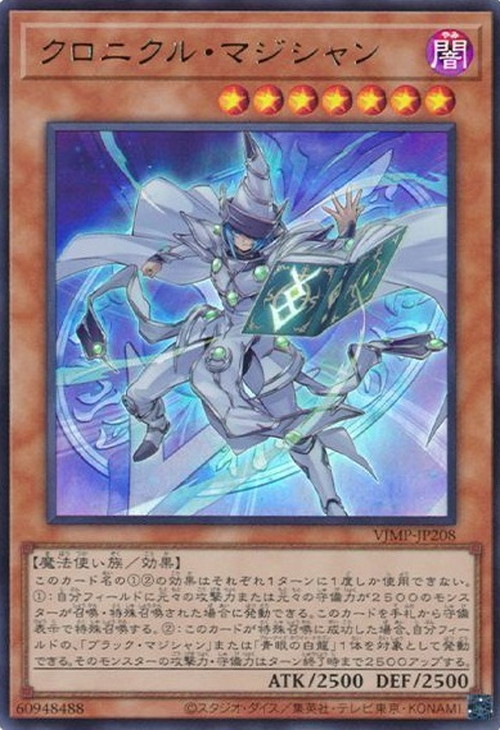 クロニクル・マジシャン
やみ
闇
VJMP-JP208
【魔法使い族／効果】
このカード名の①②の効果はそれぞれ1ターンに1度しか使用できない。
①：自分フィールドに元々の攻撃力または元々の守備力が2500のモンス
ターが召喚・特殊召喚された場合に発動できる。このカードを手札から守備
表示で特殊召喚する。②：このカードが特殊召喚に成功した場合、自分フィー
ルドの、「ブラック・マジシャン」または「青眼の白龍」1体を対象として発動
できる。そのモンスターの攻撃力・守備力はターン終了時まで2500アップする。
ATK/2500 DEF/2500
60948488
©スタジオ・ダイス／集英社・テレビ東京・KONAMI